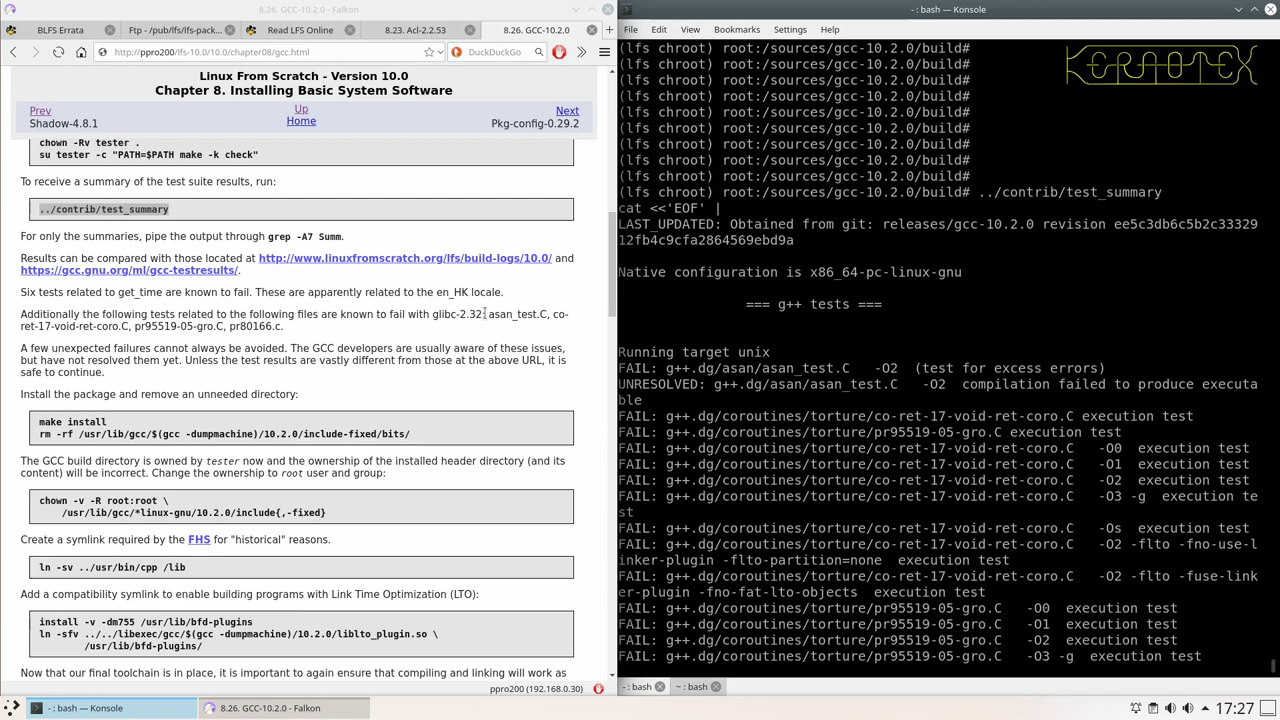 8.26. GCC-10.2.0 - Falkon
BLFS Errata
Ftp - /pub/lfs/lfs-pack...
Read LFS Online
8.23. Acl-2.2.53
8.26. GCC-10.2.0
http://ppro200/lfs-10.0/10.0/chapter08/gcc.html
DuckDuckGo
Linux From Scratch - Version 10.0
Chapter 8. Installing Basic System Software
Prev
Up
Next
Shadow-4.8.1
Home
Pkg-config-0.29.2
chown -Rv tester .
su tester -c "PATH=$PATH make -k check"
To receive a summary of the test suite results, run:
../contrib/test_summary
For only the summaries, pipe the output through grep -A7 Summ.
Results can be compared with those located at http://www.linuxfromscratch.org/lfs/build-logs/10.0/ and
https://gcc.gnu.org/ml/gcc-testresults/.
Six tests related to get_time are known to fail. These are apparently related to the en_HK locale.
Additionally the following tests related to the following files are known to fail with glibc-2.32: asan_test.C, co-
ret-17-void-ret-coro.C, pr95519-05-gro.C, pr80166.c.
A few unexpected failures cannot always be avoided. The GCC developers are usually aware of these issues,
but have not resolved them yet. Unless the test results are vastly different from those at the above URL, it is
safe to continue.
Install the package and remove an unneeded directory:
make install
rm -rf /usr/lib/gcc/$(gcc -dumpmachine)/10.2.0/include-fixed/bits/
The GCC build directory is owned by tester now and the ownership of the installed header directory (and its
content) will be incorrect. Change the ownership to root user and group:
chown -v -R root:root \
/usr/lib/gcc/*linux-gnu/10.2.0/include{,-fixed}
Create a symlink required by the FHS for "historical" reasons.
ln -sv ../usr/bin/cpp /lib
Add a compatibility symlink to enable building programs with Link Time Optimization (LTO):
install -v -dm755 /usr/lib/bfd-plugins
ln -sfv ../../libexec/gcc/$(gcc -dumpmachine)/10.2.0/liblto_plugin.so \
/usr/lib/bfd-plugins/
Now that our final toolchain is in place, it is important to again ensure that compiling and linking will work as
ppro200 (192.168.0.30)
- : bash — Konsole
File Edit View Bookmarks Settings Help
KERAOTEX
(lfs chroot) root:/sources/gcc-10.2.0/build#
(lfs chroot) root:/sources/gcc-10.2.0/build#
(lfs chroot) root:/sources/gcc-10.2.0/build#
(lfs chroot) root:/sources/gcc-10.2.0/build#
(lfs chroot) root:/sources/gcc-10.2.0/build#
(lfs chroot) root:/sources/gcc-10.2.0/build#
(lfs chroot) root:/sources/gcc-10.2.0/build#
(lfs chroot) root:/sources/gcc-10.2.0/build#
(lfs chroot) root:/sources/gcc-10.2.0/build#
(lfs chroot) root:/sources/gcc-10.2.0/build# ../contrib/test_summary
cat <<'EOF' |
LAST_UPDATED: Obtained from git: releases/gcc-10.2.0 revision ee5c3db6c5b2c33329
12fb4c9cfa2864569ebd9a
Native configuration is x86_64-pc-linux-gnu
=== g++ tests ===
Running target unix
FAIL: g++.dg/asan/asan_test.C -O2 (test for excess errors)
UNRESOLVED: g++.dg/asan/asan_test.C -O2 compilation failed to produce executa
ble
FAIL: g++.dg/coroutines/torture/co-ret-17-void-ret-coro.C execution test
FAIL: g++.dg/coroutines/torture/pr95519-05-gro.C execution test
FAIL: g++.dg/coroutines/torture/co-ret-17-void-ret-coro.C -O0 execution test
FAIL: g++.dg/coroutines/torture/co-ret-17-void-ret-coro.C -O1 execution test
FAIL: g++.dg/coroutines/torture/co-ret-17-void-ret-coro.C -O2 execution test
FAIL: g++.dg/coroutines/torture/co-ret-17-void-ret-coro.C -O3 -g execution te
st
FAIL: g++.dg/coroutines/torture/co-ret-17-void-ret-coro.C -Os execution test
FAIL: g++.dg/coroutines/torture/co-ret-17-void-ret-coro.C -O2 -flto -fno-use-l
inker-plugin -flto-partition=none execution test
FAIL: g++.dg/coroutines/torture/co-ret-17-void-ret-coro.C -O2 -flto -fuse-link
er-plugin -fno-fat-lto-objects execution test
FAIL: g++.dg/coroutines/torture/pr95519-05-gro.C -O0 execution test
FAIL: g++.dg/coroutines/torture/pr95519-05-gro.C -O1 execution test
FAIL: g++.dg/coroutines/torture/pr95519-05-gro.C -O2 execution test
FAIL: g++.dg/coroutines/torture/pr95519-05-gro.C -O3 -g execution test
- : bash
~ : bash
- : bash — Konsole
8.26. GCC-10.2.0 - Falkon
17:27